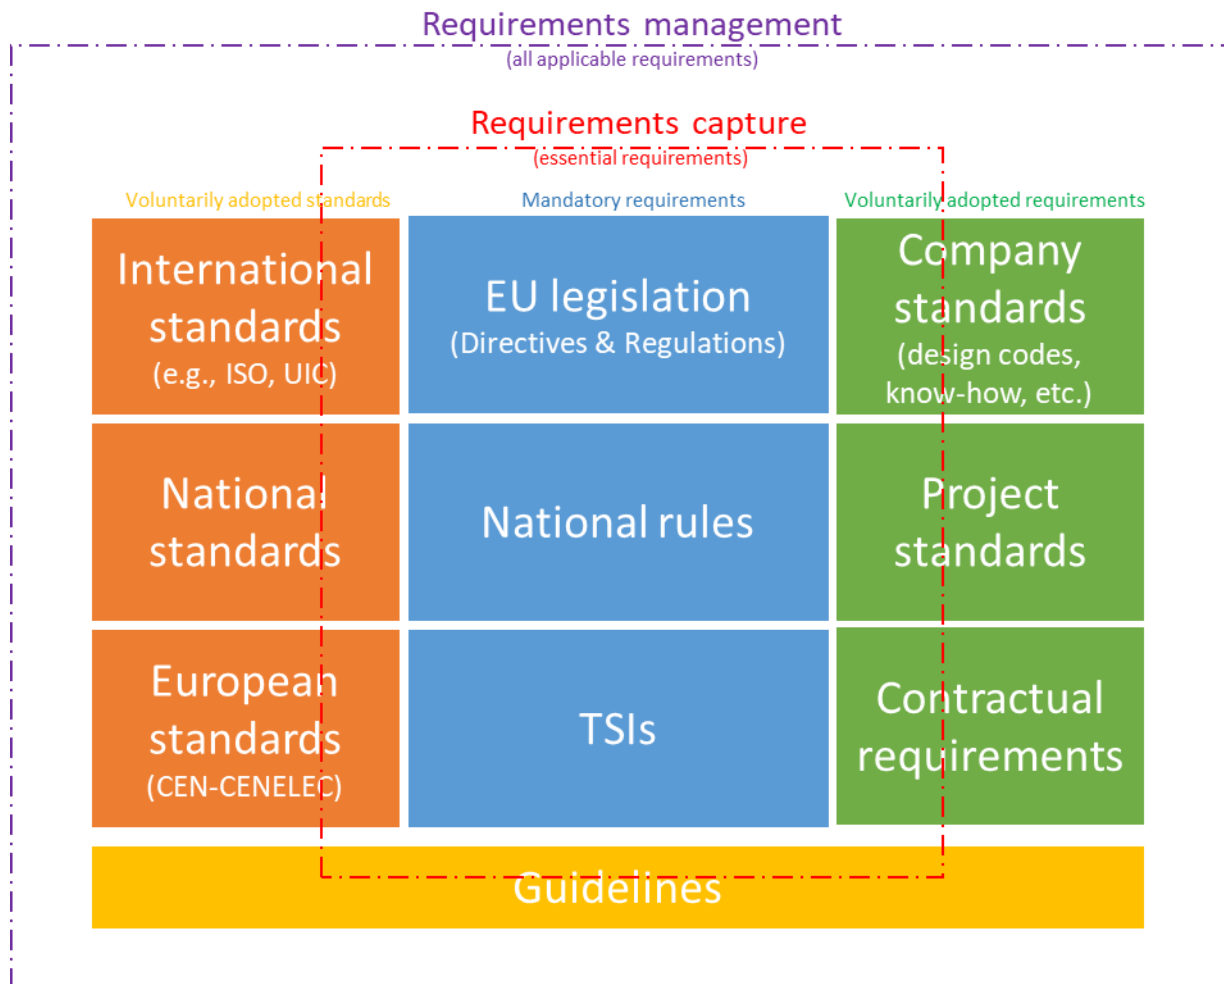 Requirements management
(all applicable requirements)
Requirements capture
(essential requirements)
Voluntarily adopted standards
Mandatory requirements
Voluntarily adopted requirements
International
standards
(e.g., ISO, UIC)
EU legislation
(Directives & Regulations)
Company
standards
(design codes,
know-how, etc.)
National
standards
National rules
Project
standards
European
standards
(CEN-CENELEC)
TSIs
Contractual
requirements
Guidelines